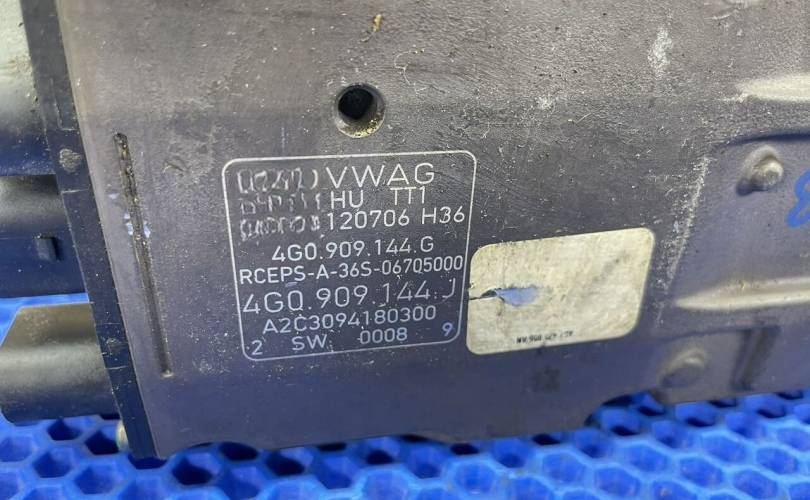 VWAG
HU TT1
120706 H36
4G0.909.144.G
RCEPS-A-36S-06705000
4G0.909.144.J
A2C3094180300
2 SW 0008 9